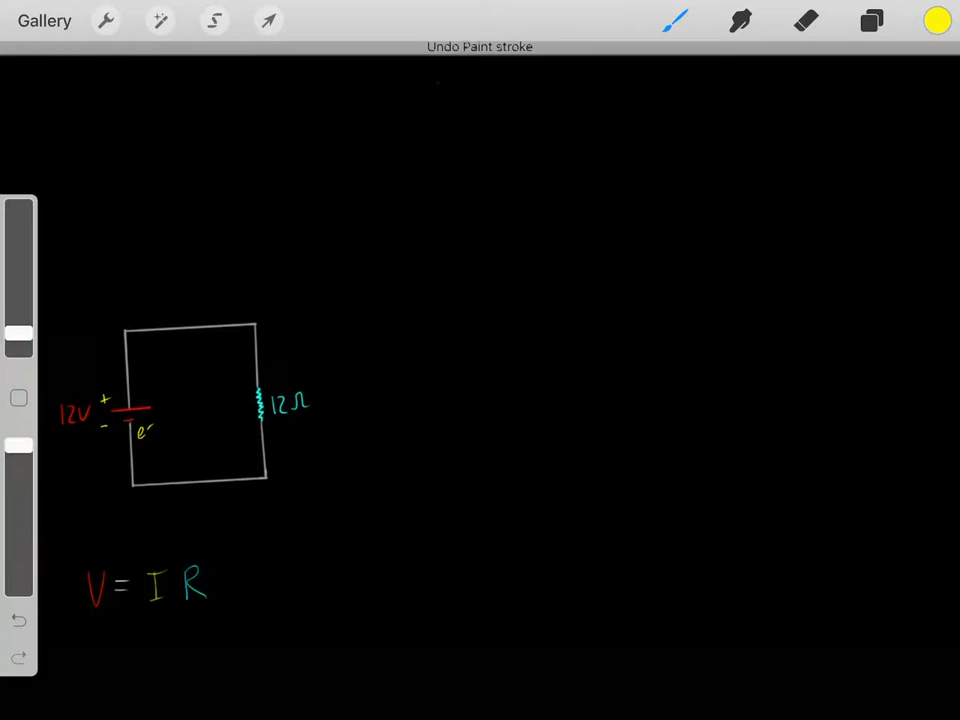 Gallery
Undo Paint stroke
12V
+
-
e-
12Ω
V = I R